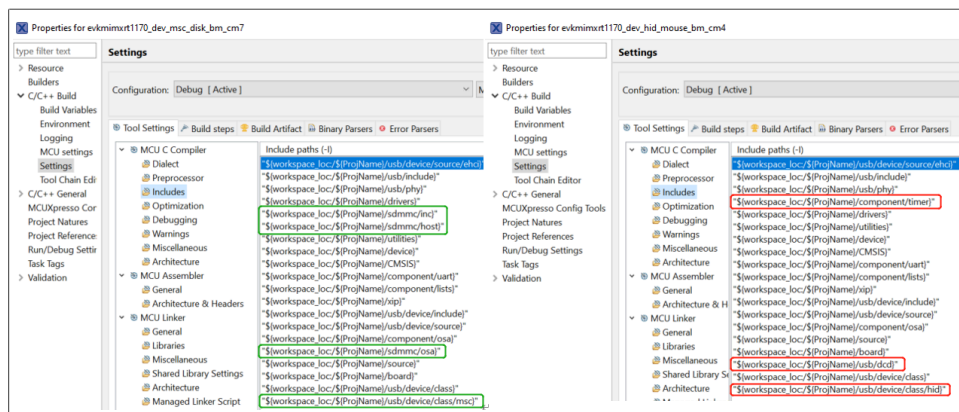 Properties for evkmimxrt1170_dev_msc_disk_bm_cm7
type filter text
Resource
Builders
C/C++ Build
Build Variables
Environment
Logging
MCU settings
Settings
Tool Chain Edi
C/C++ General
MCUXpresso Cor
Project Natures
Project Reference
Run/Debug Settir
Task Tags
Validation
Settings
Configuration: Debug [ Active ]
Tool Settings Build steps Build Artifact Binary Parsers Error Parsers
MCU C Compiler
Dialect
Preprocessor
Includes
Optimization
Debugging
Warnings
Miscellaneous
Architecture
MCU Assembler
General
Architecture & Headers
MCU Linker
General
Libraries
Miscellaneous
Shared Library Settings
Architecture
Managed Linker Script
Include paths (-I)
"${workspace_loc:/${ProjName}/usb/device/source/ehci}"
"${workspace_loc:/${ProjName}/usb/include}"
"${workspace_loc:/${ProjName}/usb/phy}"
"${workspace_loc:/${ProjName}/drivers}"
"${workspace_loc:/${ProjName}/sdmmc/inc}"
"${workspace_loc:/${ProjName}/sdmmc/host}"
"${workspace_loc:/${ProjName}/utilities}"
"${workspace_loc:/${ProjName}/device}"
"${workspace_loc:/${ProjName}/CMSIS}"
"${workspace_loc:/${ProjName}/component/uart}"
"${workspace_loc:/${ProjName}/component/lists}"
"${workspace_loc:/${ProjName}/xip}"
"${workspace_loc:/${ProjName}/usb/device/include}"
"${workspace_loc:/${ProjName}/usb/device/source}"
"${workspace_loc:/${ProjName}/component/osa}"
"${workspace_loc:/${ProjName}/sdmmc/osa}"
"${workspace_loc:/${ProjName}/source}"
"${workspace_loc:/${ProjName}/board}"
"${workspace_loc:/${ProjName}/usb/device/class}"
"${workspace_loc:/${ProjName}/usb/device/class/msc}"
Properties for evkmimxrt1170_dev_hid_mouse_bm_cm4
type filter text
Resource
Builders
C/C++ Build
Build Variables
Environment
Logging
MCU settings
Settings
Tool Chain Editor
C/C++ General
MCUXpresso Config Tools
Project Natures
Project References
Run/Debug Settings
Task Tags
Validation
Settings
Configuration: Debug [ Active ]
Tool Settings Build steps Build Artifact Binary Parsers Error Parsers
MCU C Compiler
Dialect
Preprocessor
Includes
Optimization
Debugging
Warnings
Miscellaneous
Architecture
MCU Assembler
General
Architecture & H
MCU Linker
General
Libraries
Miscellaneous
Shared Library Se
Architecture
Include paths (-I)
"${workspace_loc:/${ProjName}/usb/device/source/ehci}"
"${workspace_loc:/${ProjName}/usb/include}"
"${workspace_loc:/${ProjName}/usb/phy}"
"${workspace_loc:/${ProjName}/component/timer}"
"${workspace_loc:/${ProjName}/drivers}"
"${workspace_loc:/${ProjName}/utilities}"
"${workspace_loc:/${ProjName}/device}"
"${workspace_loc:/${ProjName}/CMSIS}"
"${workspace_loc:/${ProjName}/component/uart}"
"${workspace_loc:/${ProjName}/component/lists}"
"${workspace_loc:/${ProjName}/xip}"
"${workspace_loc:/${ProjName}/usb/device/include}"
"${workspace_loc:/${ProjName}/usb/device/source}"
"${workspace_loc:/${ProjName}/component/osa}"
"${workspace_loc:/${ProjName}/source}"
"${workspace_loc:/${ProjName}/board}"
"${workspace_loc:/${ProjName}/usb/dcd}"
"${workspace_loc:/${ProjName}/usb/device/class}"
"${workspace_loc:/${ProjName}/usb/device/class/hid}"